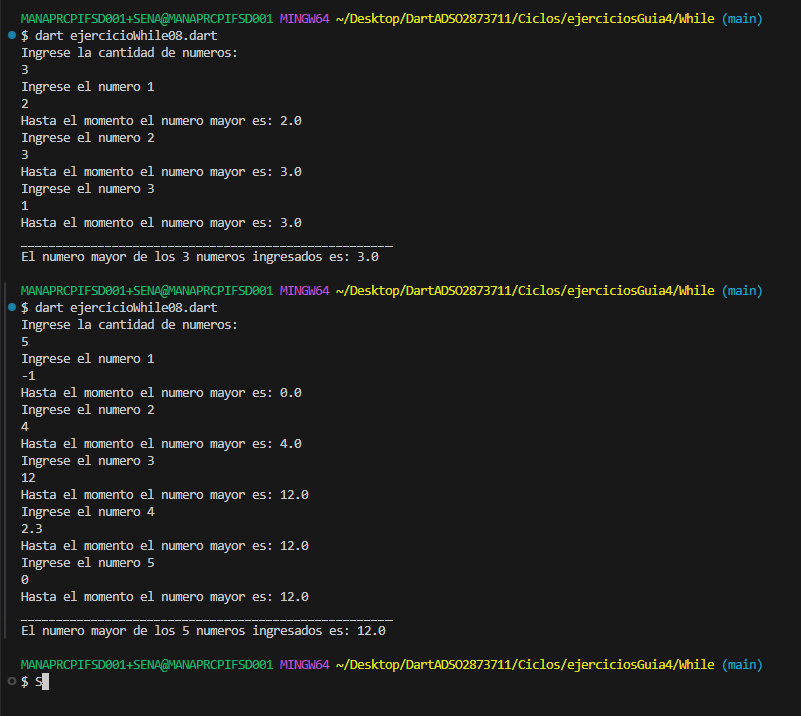 MANAPRCPIFSD001+SENA@MANAPRCPIFSD001 MINGW64 ~/Desktop/DartADSO2873711/Ciclos/ejerciciosGuia4/While (main)
$ dart ejercicioWhile08.dart
Ingrese la cantidad de numeros:
3
Ingrese el numero 1
2
Hasta el momento el numero mayor es: 2.0
Ingrese el numero 2
3
Hasta el momento el numero mayor es: 3.0
Ingrese el numero 3
1
Hasta el momento el numero mayor es: 3.0
_____________________________________________________
El numero mayor de los 3 numeros ingresados es: 3.0
MANAPRCPIFSD001+SENA@MANAPRCPIFSD001 MINGW64 ~/Desktop/DartADSO2873711/Ciclos/ejerciciosGuia4/While (main)
$ dart ejercicioWhile08.dart
Ingrese la cantidad de numeros:
5
Ingrese el numero 1
-1
Hasta el momento el numero mayor es: 0.0
Ingrese el numero 2
4
Hasta el momento el numero mayor es: 4.0
Ingrese el numero 3
12
Hasta el momento el numero mayor es: 12.0
Ingrese el numero 4
2.3
Hasta el momento el numero mayor es: 12.0
Ingrese el numero 5
0
Hasta el momento el numero mayor es: 12.0
_____________________________________________________
El numero mayor de los 5 numeros ingresados es: 12.0
MANAPRCPIFSD001+SENA@MANAPRCPIFSD001 MINGW64 ~/Desktop/DartADSO2873711/Ciclos/ejerciciosGuia4/While (main)
$ S